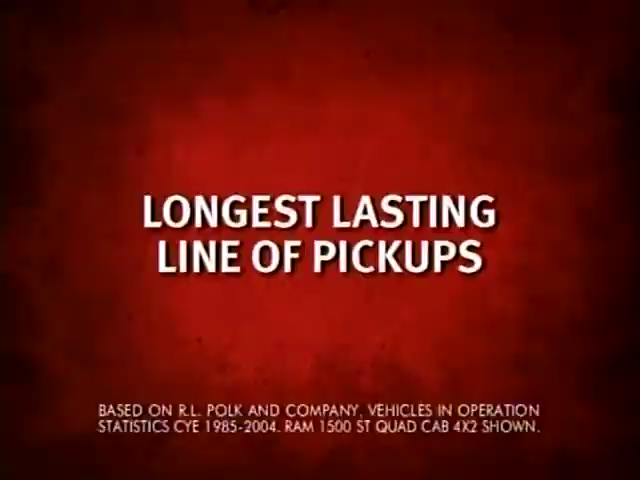 LONGEST LASTING
LINE OF PICKUPS
BASED ON R.L. POLK AND COMPANY, VEHICLES IN OPERATION
STATISTICS CYE 1985-2004. RAM 1500 ST QUAD CAB 4X2 SHOWN.